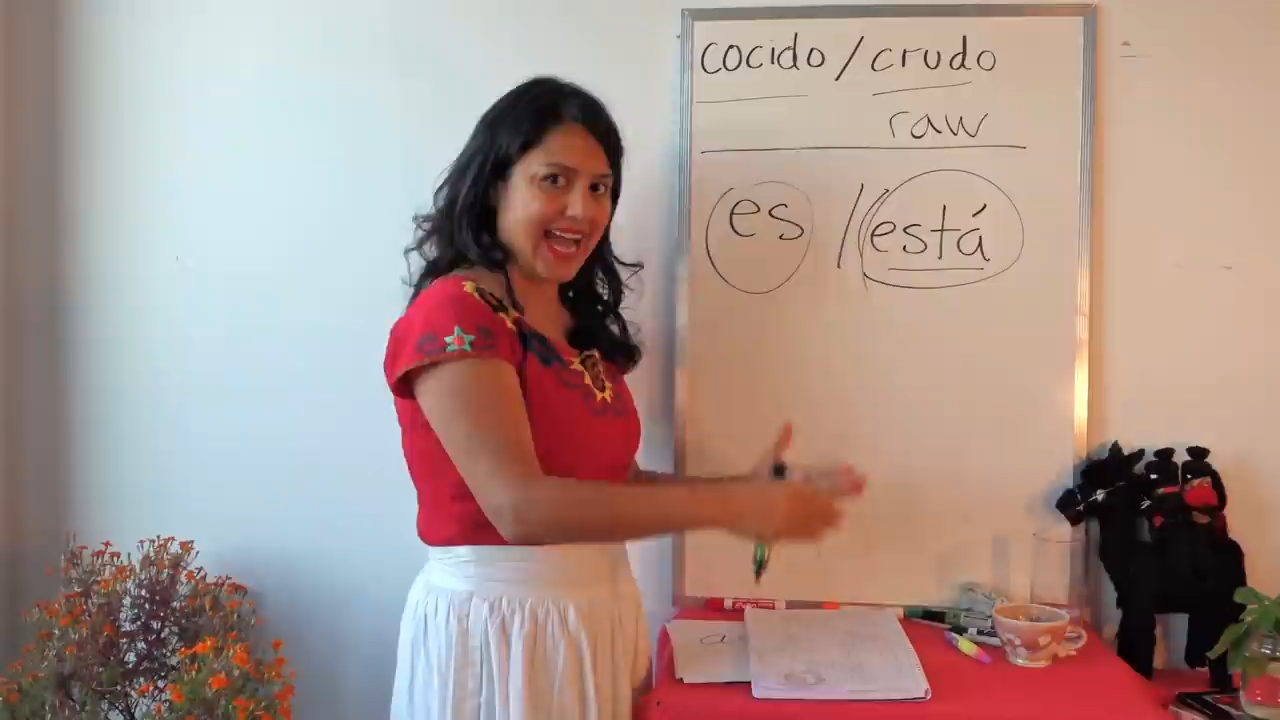 cocido / crudo
raw
es / está
a